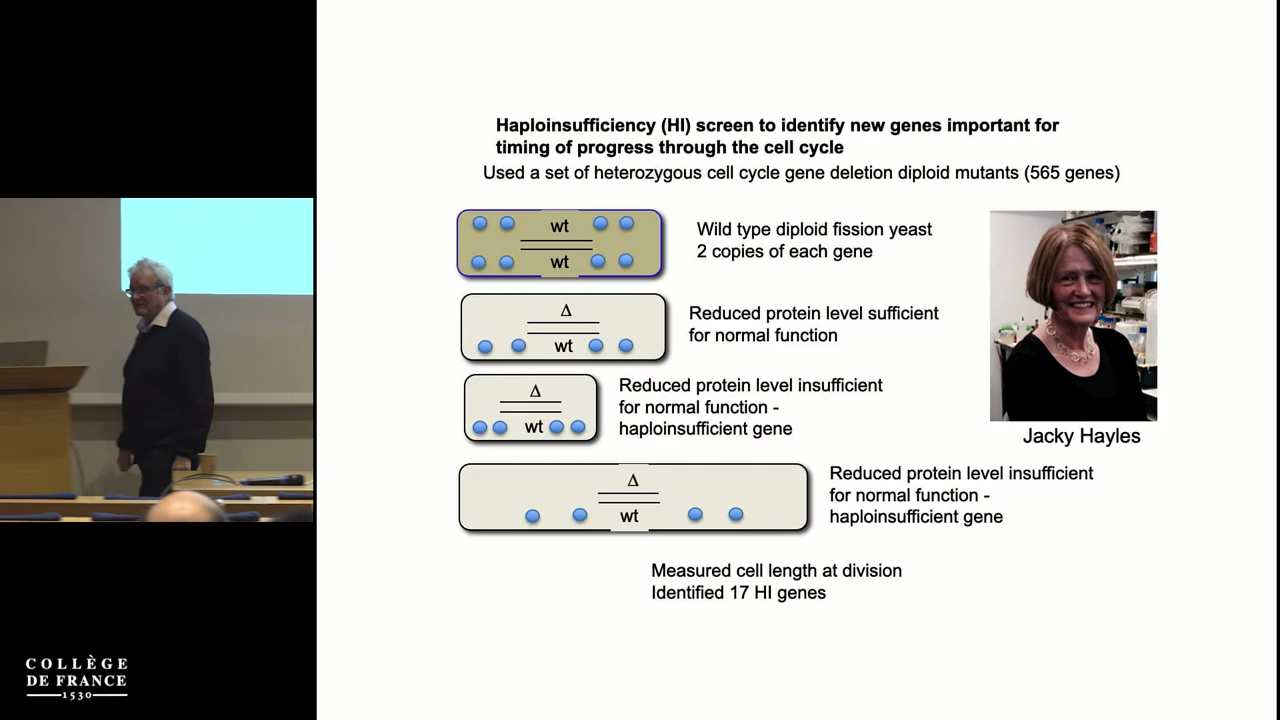 Haploinsufficiency (HI) screen to identify new genes important for
timing of progress through the cell cycle
Used a set of heterozygous cell cycle gene deletion diploid mutants (565 genes)
wt
wt
Wild type diploid fission yeast
2 copies of each gene
Δ
wt
Reduced protein level sufficient
for normal function
Δ
wt
Reduced protein level insufficient
for normal function -
haploinsufficient gene
Jacky Hayles
Δ
wt
Reduced protein level insufficient
for normal function -
haploinsufficient gene
Measured cell length at division
Identified 17 HI genes
COLLÈGE
DE FRANCE
1530